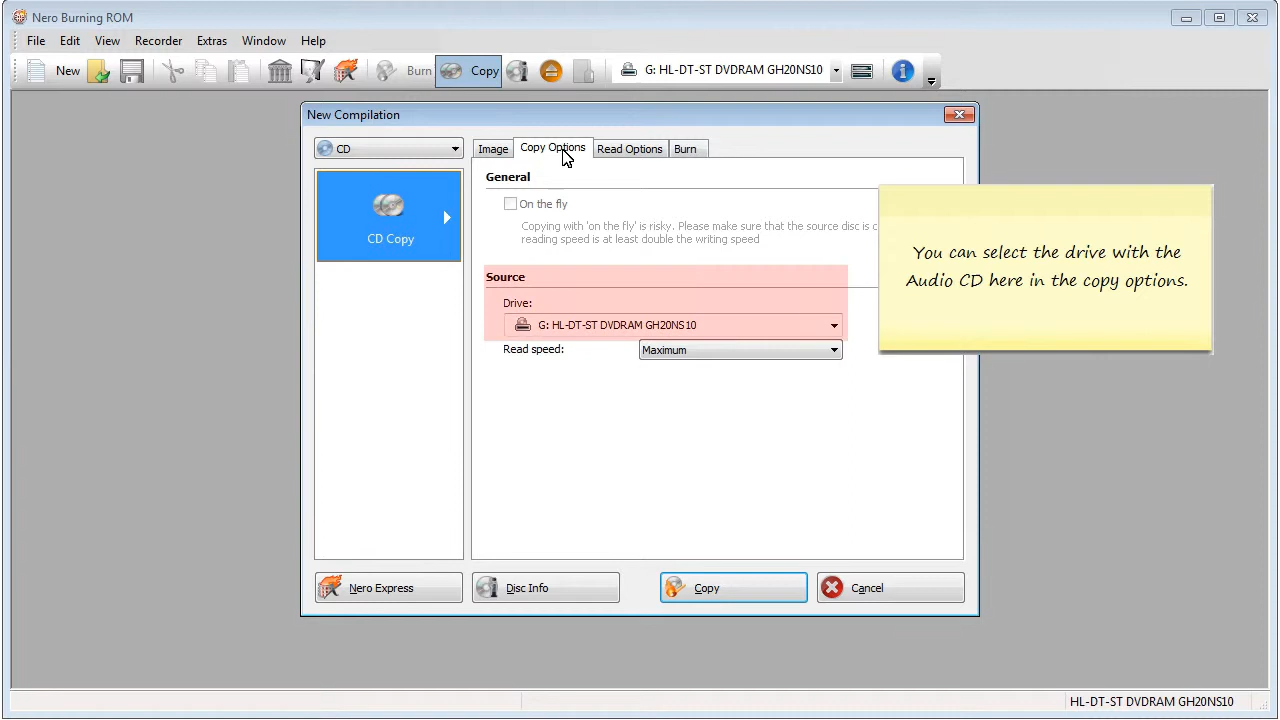 Nero Burning ROM
File Edit View Recorder Extras Window Help
New Burn Copy G: HL-DT-ST DVDRAM GH20NS10
New Compilation
CD
Image Copy Options Read Options Burn
CD Copy
General
On the fly
Copying with 'on the fly' is risky. Please make sure that the source disc is
reading speed is at least double the writing speed
Source
Drive:
G: HL-DT-ST DVDRAM GH20NS10
Read speed: Maximum
You can select the drive with the
Audio CD here in the copy options.
Nero Express Disc Info Copy Cancel
HL-DT-ST DVDRAM GH20NS10